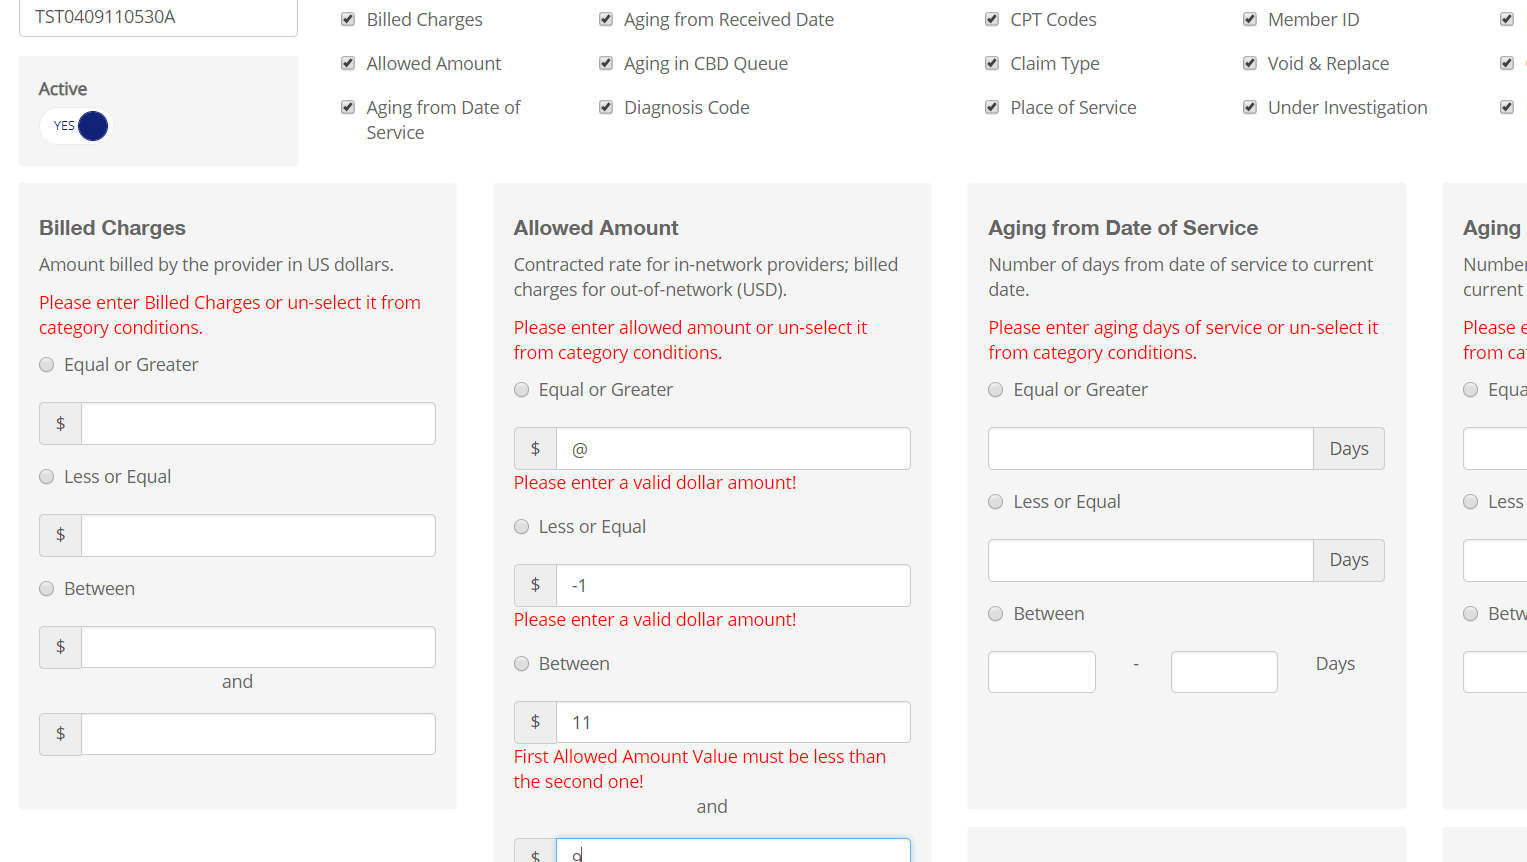 TST0409110530A
Active
YES
Billed Charges
Aging from Received Date
CPT Codes
Member ID
Allowed Amount
Aging in CBD Queue
Claim Type
Void & Replace
Aging from Date of
Service
Diagnosis Code
Place of Service
Under Investigation
Billed Charges
Amount billed by the provider in US dollars.
Please enter Billed Charges or un-select it from
category conditions.
Equal or Greater
$
Less or Equal
$
Between
$
and
$
Allowed Amount
Contracted rate for in-network providers; billed
charges for out-of-network (USD).
Please enter allowed amount or un-select it
from category conditions.
Equal or Greater
$ @
Please enter a valid dollar amount!
Less or Equal
$ -1
Please enter a valid dollar amount!
Between
$ 11
First Allowed Amount Value must be less than
the second one!
and
$ 9
Aging from Date of Service
Number of days from date of service to current
date.
Please enter aging days of service or un-select it
from category conditions.
Equal or Greater
Days
Less or Equal
Days
Between
- Days
Aging
Number
current
Please e
from ca
Equa
Less
Betw